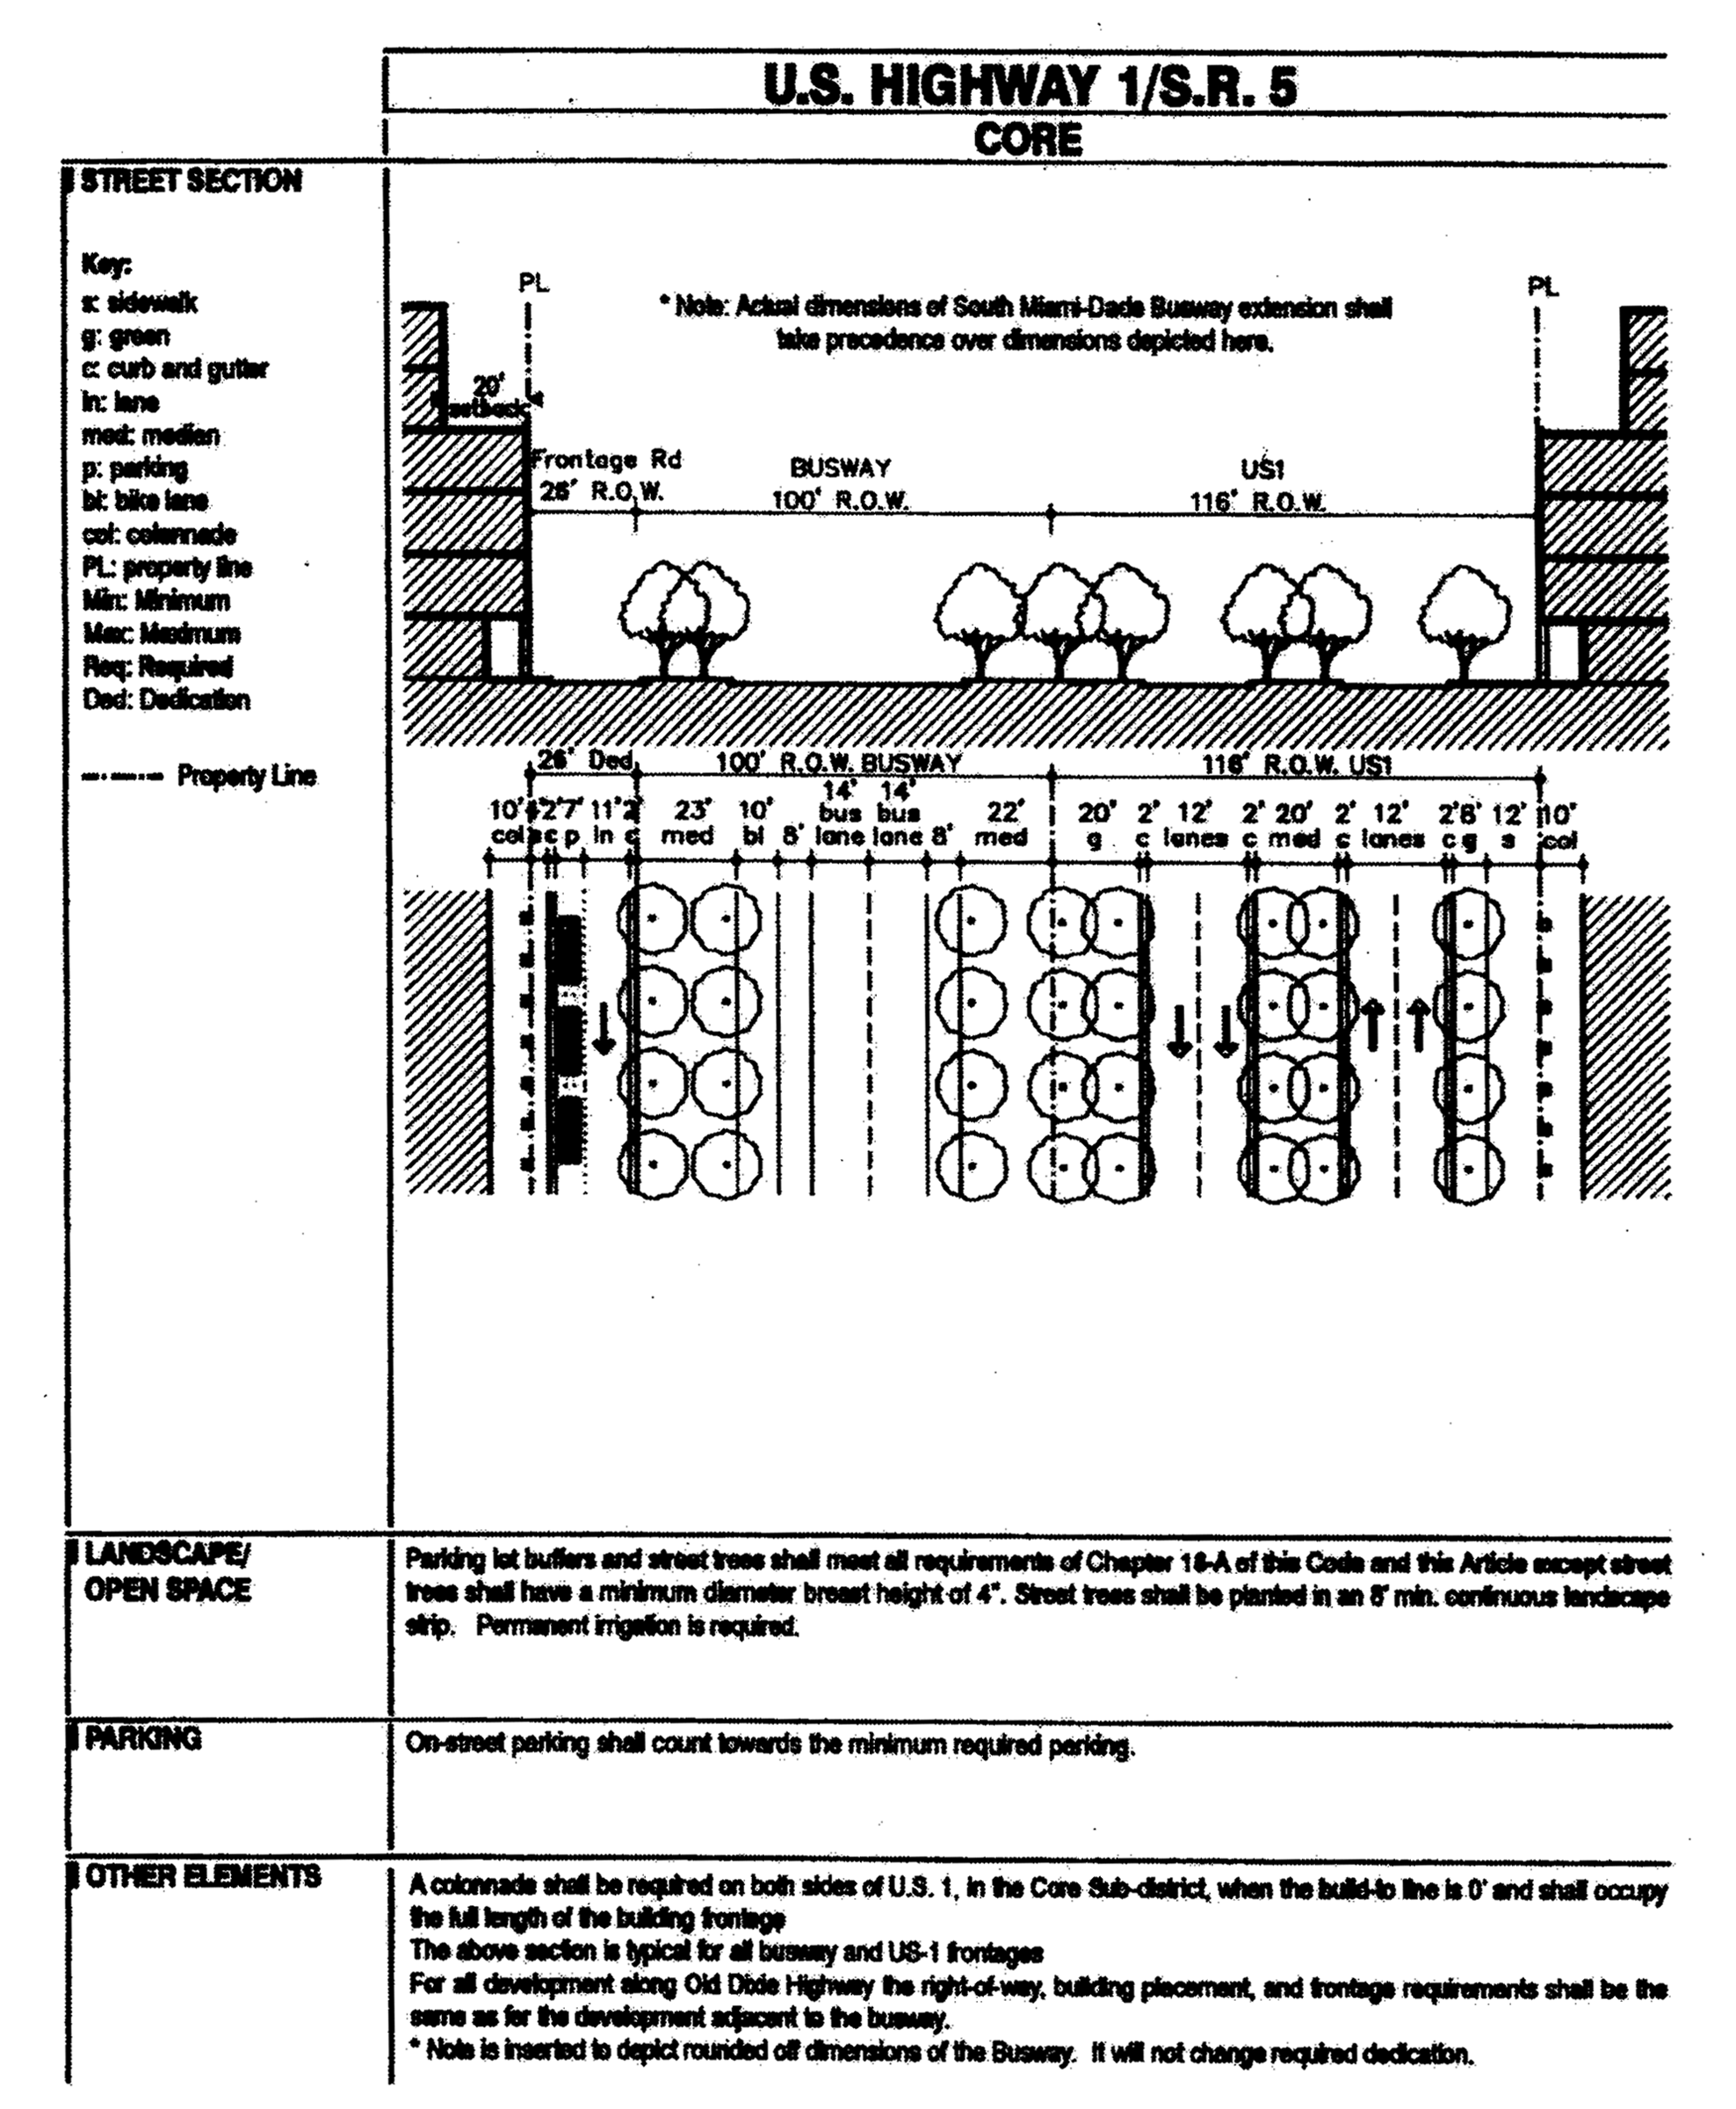 U.S. HIGHWAY 1/S.R. 5
CORE
STREET SECTION
Key:
s: sidewalk
g: green
c: curb and gutter
ln: lane
med: median
p: parking
bl: bike lane
col: colonnade
PL: property line
Min: Minimum
Max: Maximum
Req: Required
Ded: Dedication
Property Line
PL
PL
* Note: Actual dimensions of South Miami-Dade Busway extension shall
take precedence over dimensions depicted here.
20'
setback
Frontage Rd
26' R.O.W.
BUSWAY
100' R.O.W.
US1
116' R.O.W.
26' Ded
100' R.O.W. BUSWAY
116' R.O.W. US1
10' 4' 2' 7' 11' 2' 23' 10' 14' 14' 22' 20' 2' 12' 2' 20' 2' 12' 2' 8' 12' 10'
col s c p ln c med bl 8' bus lane bus lane 8' med g c lanes c med c lanes c g s col
LANDSCAPE/
OPEN SPACE
Parking lot buffers and street trees shall meet all requirements of Chapter 18-A of this Code and this Article except street
trees shall have a minimum diameter breast height of 4". Street trees shall be planted in an 8' min. continuous landscape
strip. Permanent irrigation is required.
PARKING
On-street parking shall count towards the minimum required parking.
OTHER ELEMENTS
A colonnade shall be required on both sides of U.S. 1, in the Core Sub-district, when the build-to line is 0' and shall occupy
the full length of the building frontage
The above section is typical for all busway and US-1 frontages
For all development along Old Dixie Highway the right-of-way, building placement, and frontage requirements shall be the
same as for the development adjacent to the busway.
* Note is inserted to depict rounded off dimensions of the Busway. It will not change required dedication.